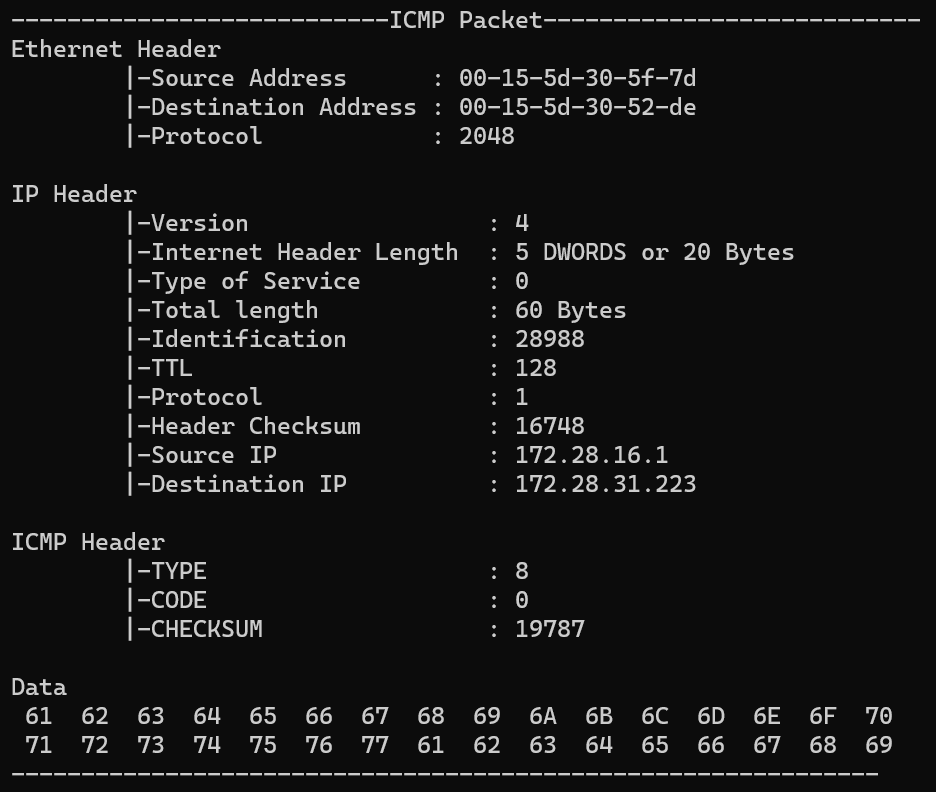 ---------------------------ICMP Packet---------------------------
Ethernet Header
        |-Source Address      : 00-15-5d-30-5f-7d
        |-Destination Address : 00-15-5d-30-52-de
        |-Protocol            : 2048

IP Header
        |-Version                 : 4
        |-Internet Header Length  : 5 DWORDS or 20 Bytes
        |-Type of Service         : 0
        |-Total length            : 60 Bytes
        |-Identification          : 28988
        |-TTL                     : 128
        |-Protocol                : 1
        |-Header Checksum         : 16748
        |-Source IP               : 172.28.16.1
        |-Destination IP          : 172.28.31.223

ICMP Header
        |-TYPE                    : 8
        |-CODE                    : 0
        |-CHECKSUM                : 19787

Data
 61  62  63  64  65  66  67  68  69  6A  6B  6C  6D  6E  6F  70
 71  72  73  74  75  76  77  61  62  63  64  65  66  67  68  69
--------------------------------------------------------------